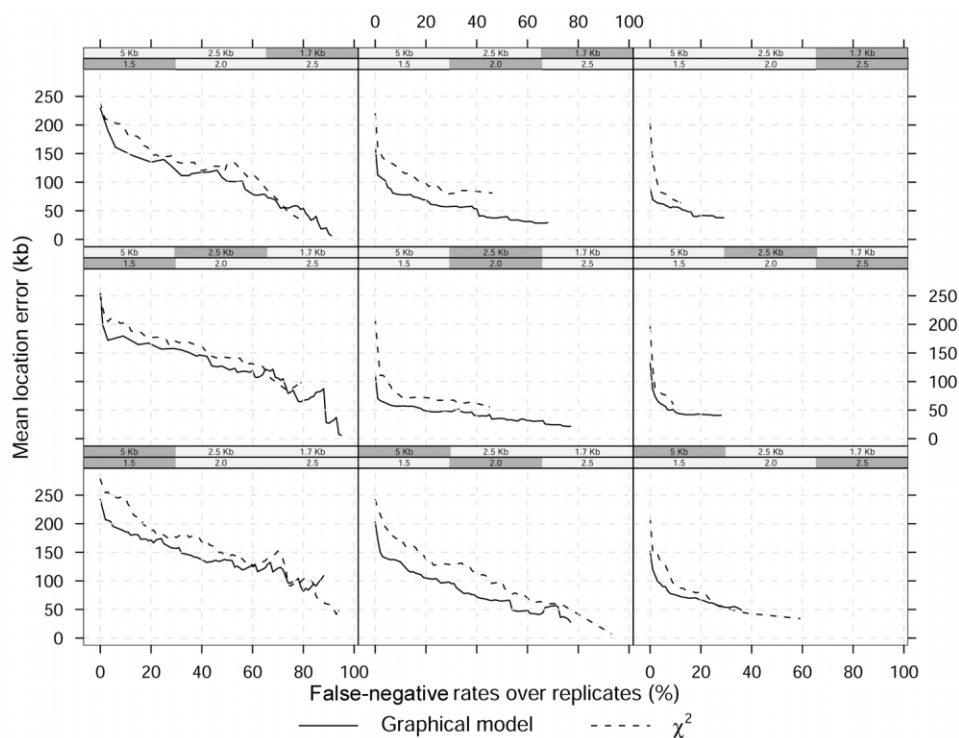 0 20 40 60 80 100
5 Kb 2.5 Kb 1.7 Kb 5 Kb 2.5 Kb 1.7 Kb 5 Kb 2.5 Kb 1.7 Kb
1.5 2.0 2.5 1.5 2.0 2.5 1.5 2.0 2.5
250
200
150
100
50
0
5 Kb 2.5 Kb 1.7 Kb 5 Kb 2.5 Kb 1.7 Kb 5 Kb 2.5 Kb 1.7 Kb
1.5 2.0 2.5 1.5 2.0 2.5 1.5 2.0 2.5
250
200
150
100
50
0
5 Kb 2.5 Kb 1.7 Kb 5 Kb 2.5 Kb 1.7 Kb 5 Kb 2.5 Kb 1.7 Kb
1.5 2.0 2.5 1.5 2.0 2.5 1.5 2.0 2.5
250
200
150
100
50
0
Mean location error (kb)
0 20 40 60 80 100 0 20 40 60 80 100
False-negative rates over replicates (%)
Graphical model χ²